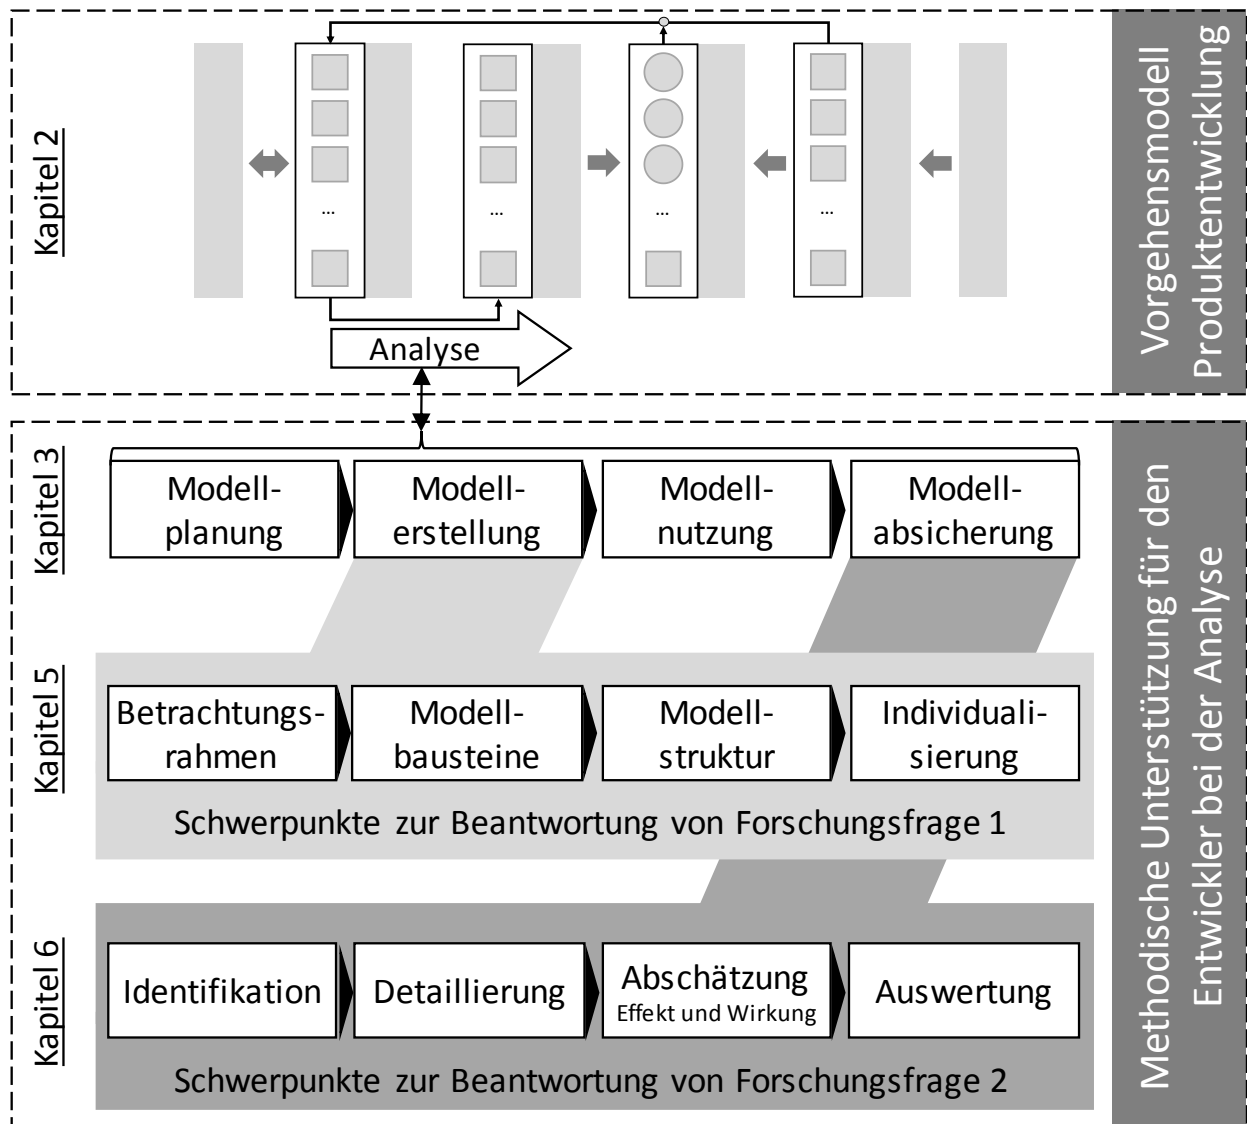 Kapitel 2
...
...
...
...
Analyse
Vorgehensmodell
Produktentwicklung
Kapitel 3
Modell-
planung
Modell-
erstellung
Modell-
nutzung
Modell-
absicherung
Kapitel 5
Betrachtungs-
rahmen
Modell-
bausteine
Modell-
struktur
Individuali-
sierung
Schwerpunkte zur Beantwortung von Forschungsfrage 1
Kapitel 6
Identifikation
Detaillierung
Abschätzung
Effekt und Wirkung
Auswertung
Schwerpunkte zur Beantwortung von Forschungsfrage 2
Methodische Unterstützung für den
Entwickler bei der Analyse